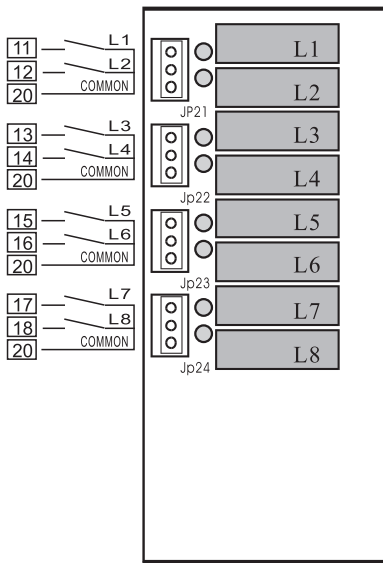 11 L1
12 L2
20 COMMON
JP21
L1
L2
13 L3
14 L4
20
Jp22
L3
L4
15 L5
16 L6
20 COMMON
Jp23
L5
L6
17 L7
18 L8
20 COMMON
Jp24
L7
L8